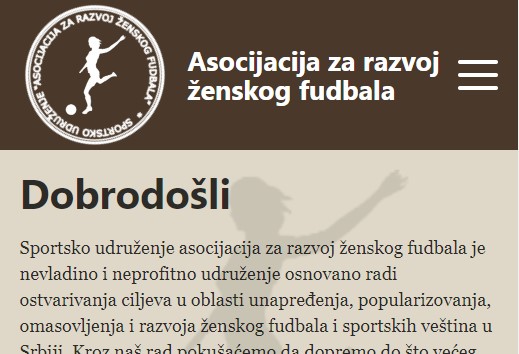 "ASOCIJACIJA ZA RAZVOJ ŽENSKOG FUDBALA" * SPORTSKO UDRUŽENJE
Asocijacija za razvoj
ženskog fudbala
Dobrodošli
Sportsko udruženje asocijacija za razvoj ženskog fudbala je
nevladino i neprofitno udruženje osnovano radi
ostvarivanja ciljeva u oblasti unapređenja, popularizovanja,
omasovljenja i razvoja ženskog fudbala i sportskih veština u
Srbiji. Kroz naš rad pokušaćemo da dopremo do što većeg